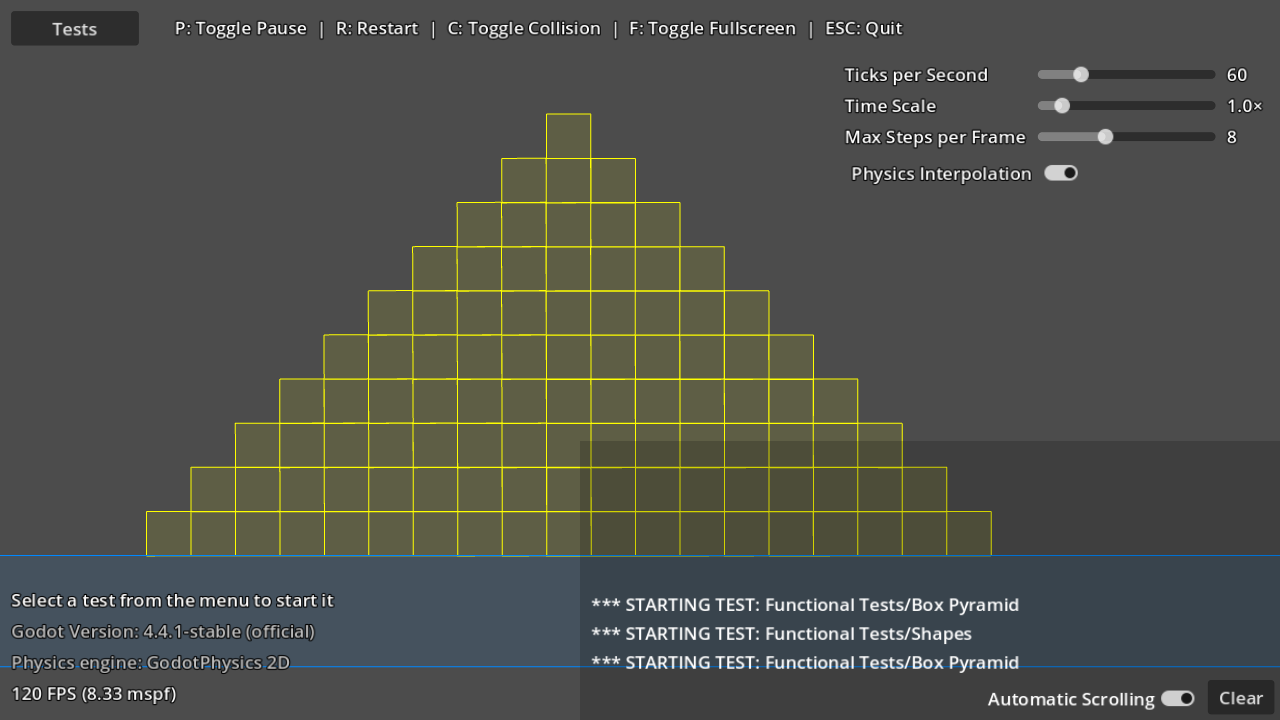 Tests
P: Toggle Pause | R: Restart | C: Toggle Collision | F: Toggle Fullscreen | ESC: Quit
Ticks per Second 60
Time Scale 1.0×
Max Steps per Frame 8
Physics Interpolation
Select a test from the menu to start it
Godot Version: 4.4.1-stable (official)
Physics engine: GodotPhysics 2D
120 FPS (8.33 mspf)
*** STARTING TEST: Functional Tests/Box Pyramid
*** STARTING TEST: Functional Tests/Shapes
*** STARTING TEST: Functional Tests/Box Pyramid
Automatic Scrolling
Clear